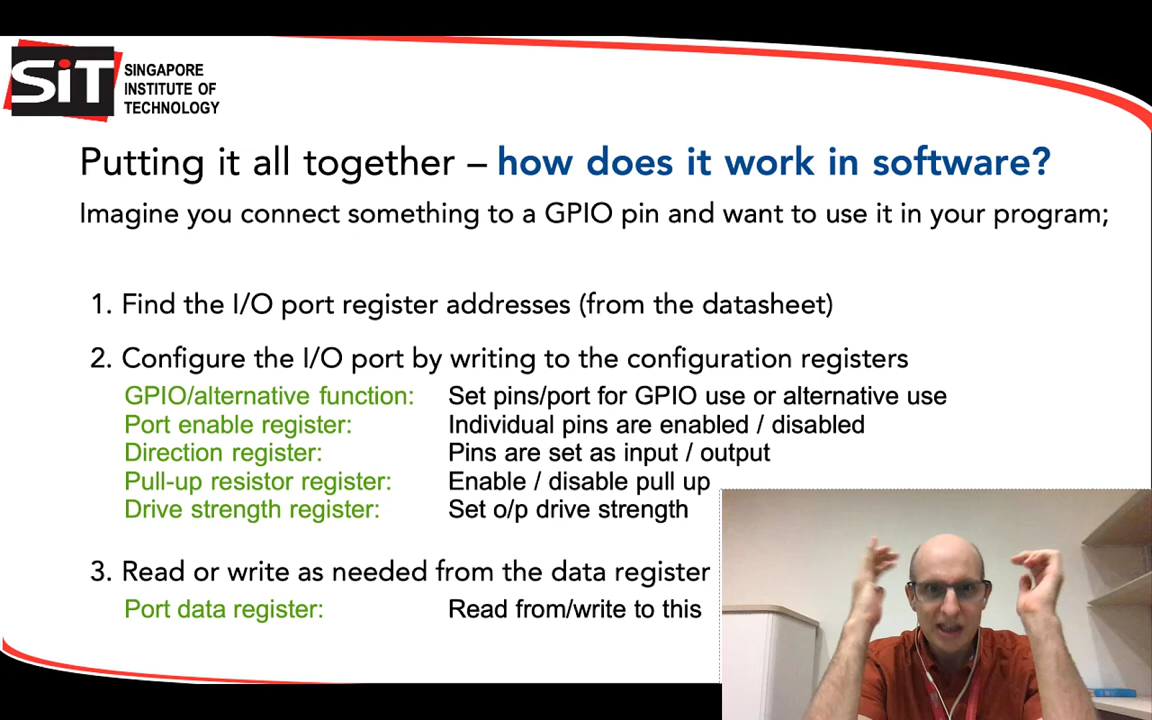 SiT
SINGAPORE
INSTITUTE OF
TECHNOLOGY
Putting it all together – how does it work in software?
Imagine you connect something to a GPIO pin and want to use it in your program;
1. Find the I/O port register addresses (from the datasheet)
2. Configure the I/O port by writing to the configuration registers
GPIO/alternative function: Set pins/port for GPIO use or alternative use
Port enable register: Individual pins are enabled / disabled
Direction register: Pins are set as input / output
Pull-up resistor register: Enable / disable pull up
Drive strength register: Set o/p drive strength
3. Read or write as needed from the data register
Port data register: Read from/write to this